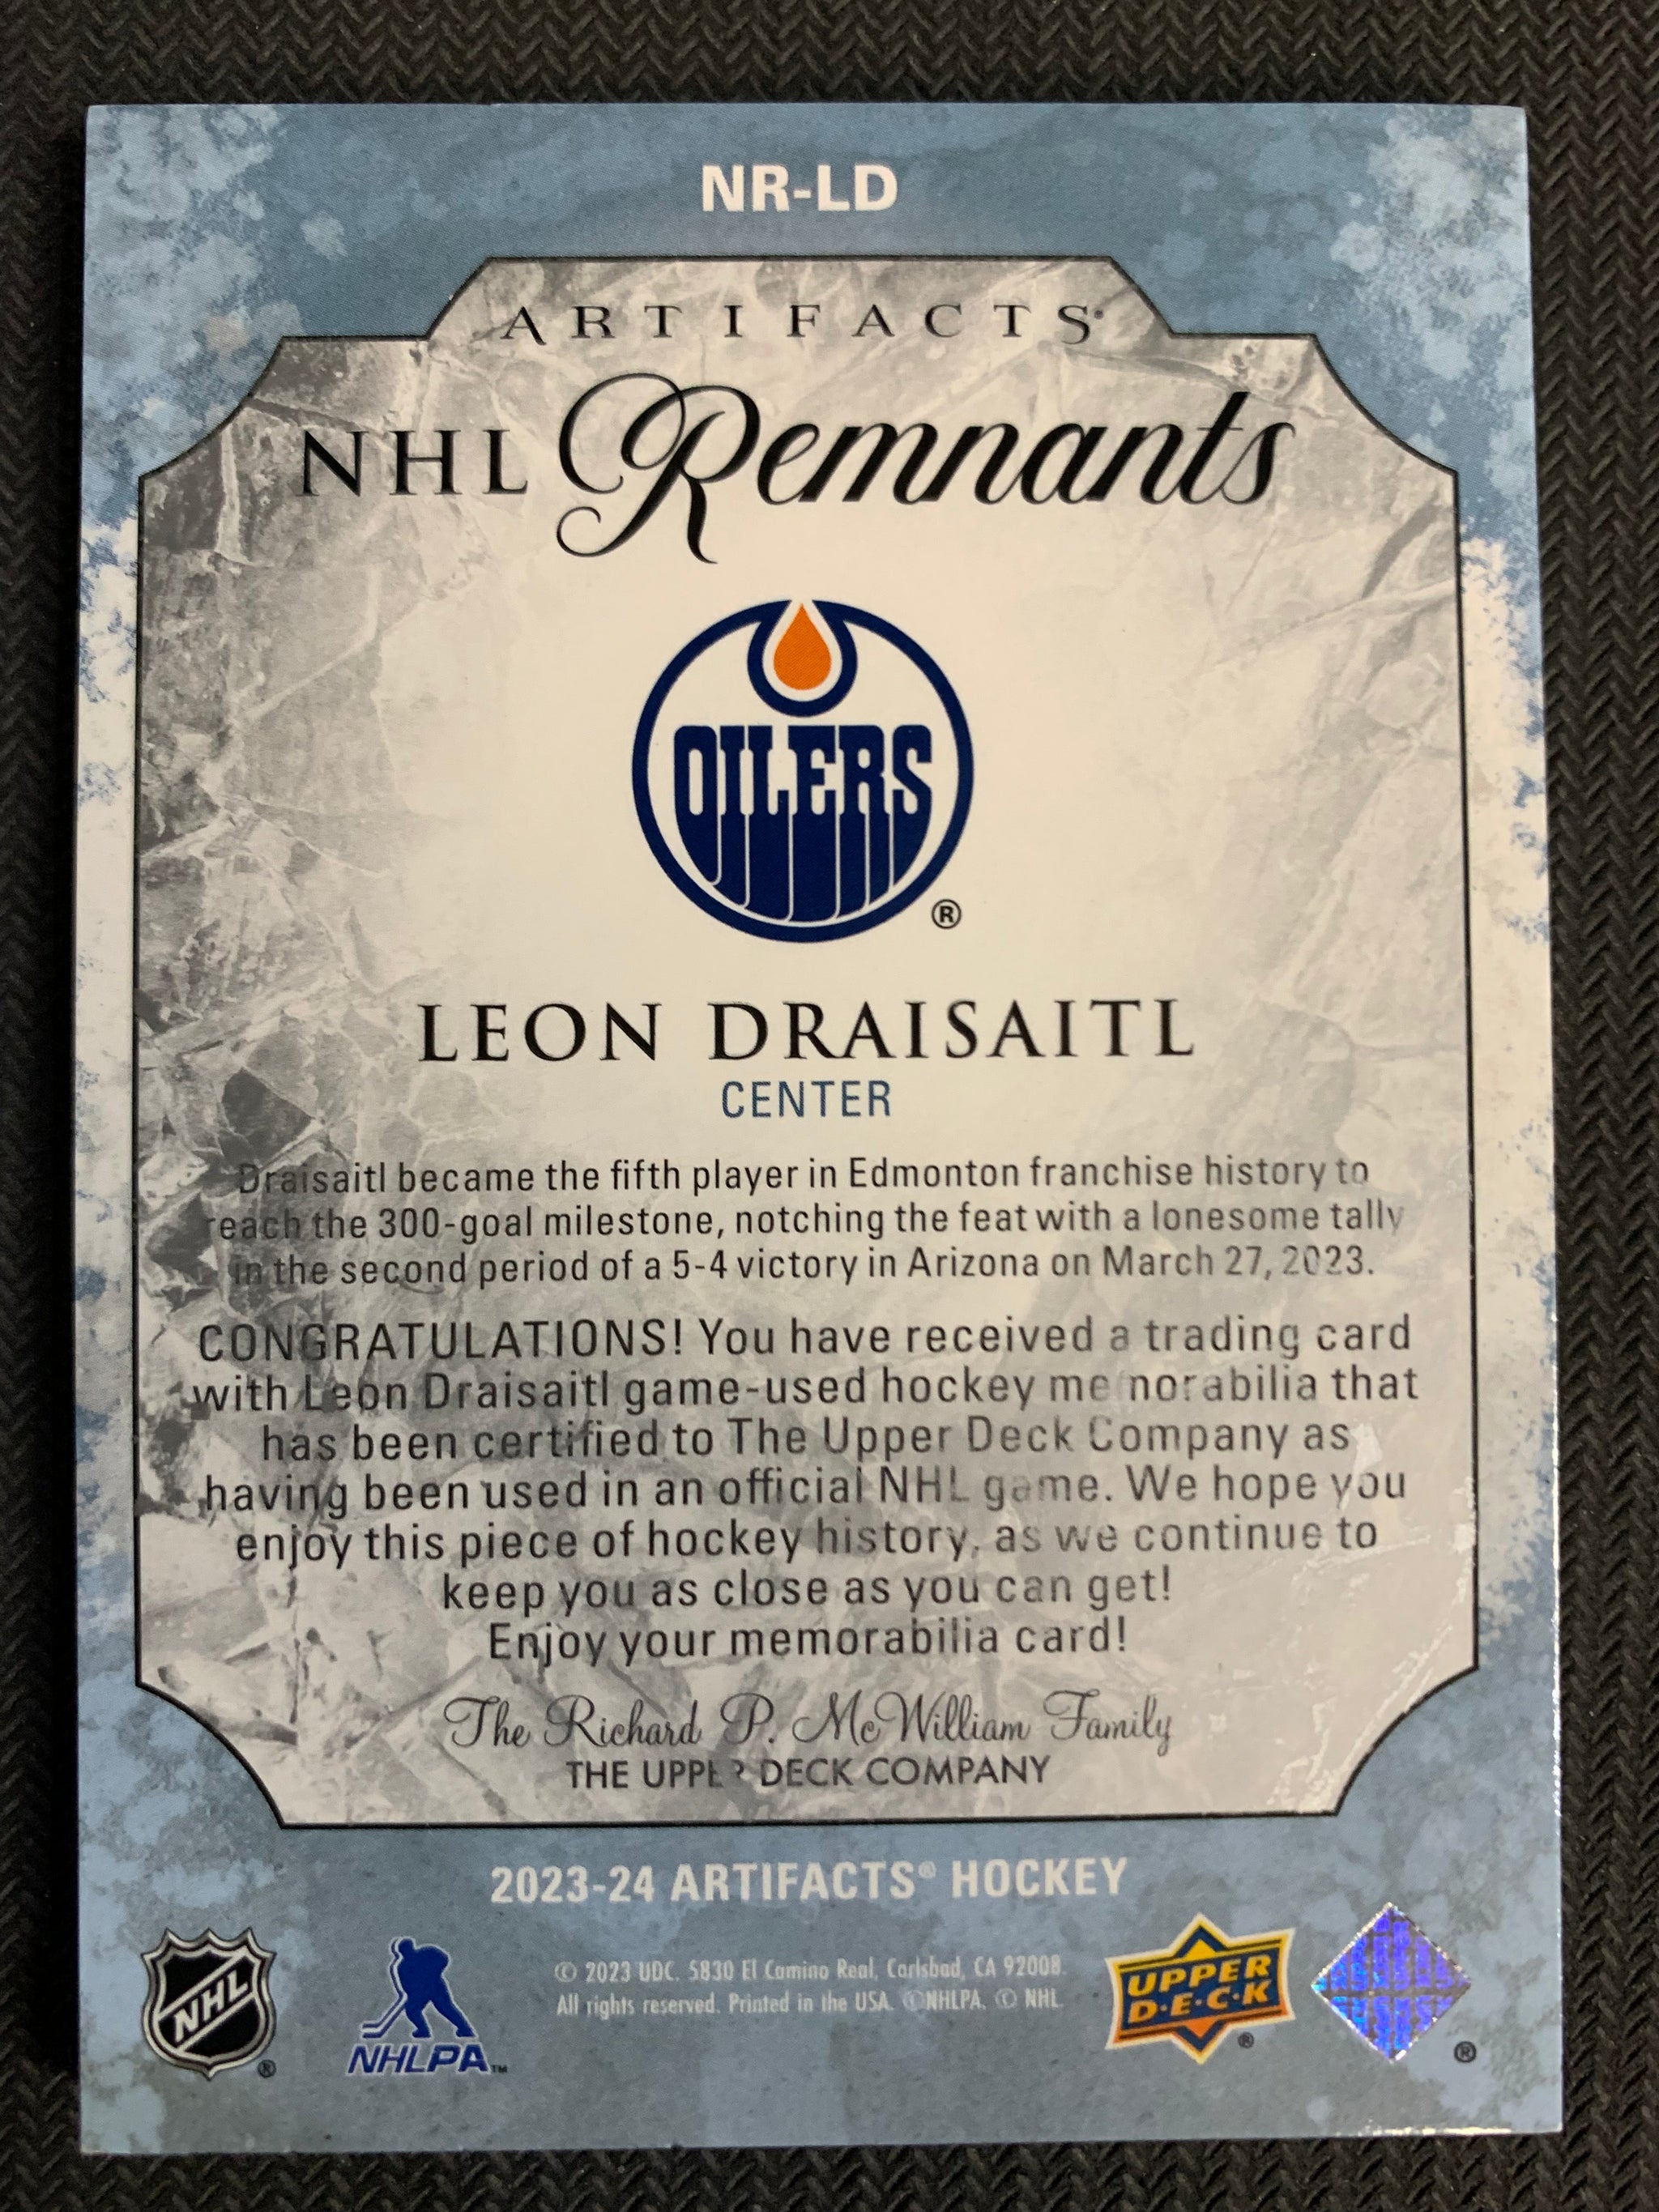 NR-LD
ARTIFACTS®
NHL Remnants
OILERS
®
LEON DRAISAITL
CENTER
Draisaitl became the fifth player in Edmonton franchise history to
reach the 300-goal milestone, notching the feat with a lonesome tally
in the second period of a 5-4 victory in Arizona on March 27, 2023.
CONGRATULATIONS! You have received a trading card
with Leon Draisaitl game-used hockey memorabilia that
has been certified to The Upper Deck Company as
having been used in an official NHL game. We hope you
enjoy this piece of hockey history, as we continue to
keep you as close as you can get!
Enjoy your memorabilia card!
The Richard P. McWilliam Family
THE UPPER DECK COMPANY
2023-24 ARTIFACTS® HOCKEY
NHL ®
NHLPA™
© 2023 UDC. 5830 El Camino Real, Carlsbad, CA 92008.
All rights reserved. Printed in the USA. ©NHLPA. © NHL
UPPER
D·E·C·K ®
®